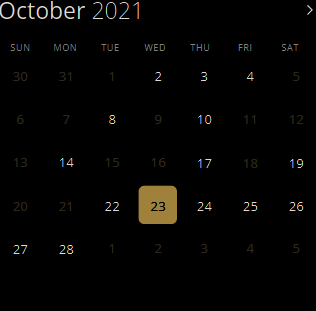 October 2021
SUN MON TUE WED THU FRI SAT
30 31 1 2 3 4 5
6 7 8 9 10 11 12
13 14 15 16 17 18 19
20 21 22 23 24 25 26
27 28 1 2 3 4 5